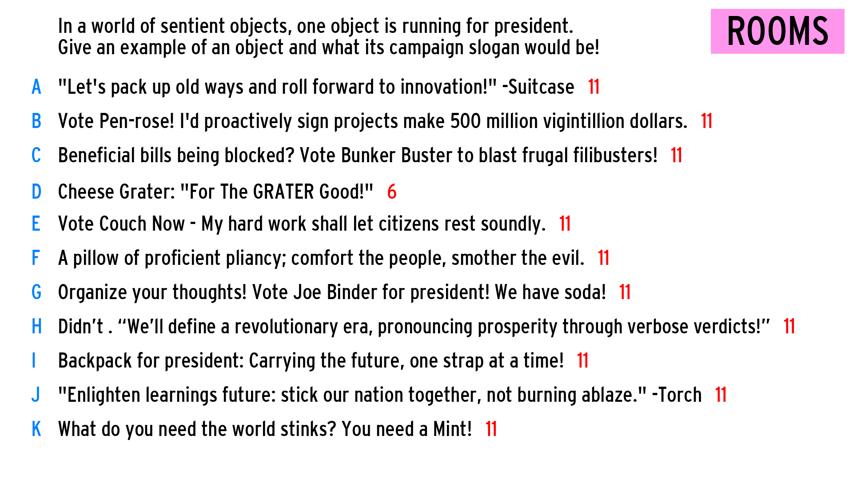 In a world of sentient objects, one object is running for president.
Give an example of an object and what its campaign slogan would be!
ROOMS
A "Let's pack up old ways and roll forward to innovation!" -Suitcase 11
B Vote Pen-rose! I'd proactively sign projects make 500 million vigintillion dollars. 11
C Beneficial bills being blocked? Vote Bunker Buster to blast frugal filibusters! 11
D Cheese Grater: "For The GRATER Good!" 6
E Vote Couch Now - My hard work shall let citizens rest soundly. 11
F A pillow of proficient pliancy; comfort the people, smother the evil. 11
G Organize your thoughts! Vote Joe Binder for president! We have soda! 11
H Didn’t . “We’ll define a revolutionary era, pronouncing prosperity through verbose verdicts!” 11
I Backpack for president: Carrying the future, one strap at a time! 11
J "Enlighten learnings future: stick our nation together, not burning ablaze." -Torch 11
K What do you need the world stinks? You need a Mint! 11